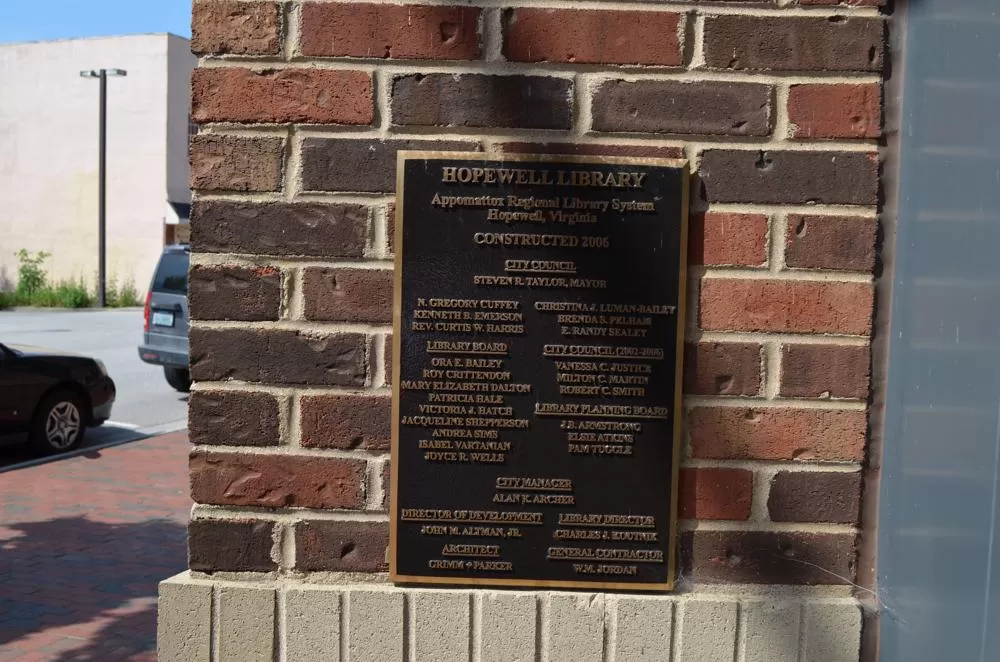 HOPEWELL LIBRARY
Appomattox Regional Library System
Hopewell, Virginia
CONSTRUCTED 2006
CITY COUNCIL
STEVEN R. TAYLOR, MAYOR
N. GREGORY CUFFEY
KENNETH B. EMERSON
REV. CURTIS W. HARRIS
CHRISTINA J. LUMAN-BAILEY
BRENDA S. PELHAM
E. RANDY SEALEY
LIBRARY BOARD
ORA E. BAILEY
ROY CRITTENDON
MARY ELIZABETH DALTON
PATRICIA HALE
VICTORIA J. HATCH
JACQUELINE SHEPPERSON
ANDREA SIMS
ISABEL VARTANIAN
JOYCE R. WELLS
CITY COUNCIL (2002-2006)
VANESSA C. JUSTICE
MILTON C. MARTIN
ROBERT C. SMITH
LIBRARY PLANNING BOARD
J.B. ARMSTRONG
ELSIE ATKINS
PAM TUGGLE
CITY MANAGER
ALAN K. ARCHER
DIRECTOR OF DEVELOPMENT
JOHN M. ALTMAN, JR.
LIBRARY DIRECTOR
CHARLES J. KOUTNIK
ARCHITECT
GRIMM + PARKER
GENERAL CONTRACTOR
W.M. JORDAN